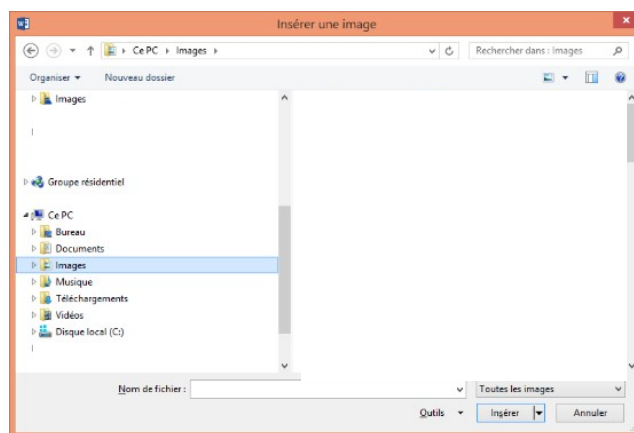 Insérer une image
Ce PC Images
Rechercher dans : Images
Organiser Nouveau dossier
Images
Groupe résidentiel
Ce PC
Bureau
Documents
Images
Musique
Téléchargements
Vidéos
Disque local (C:)
Nom de fichier :
Toutes les images
Outils Insérer Annuler